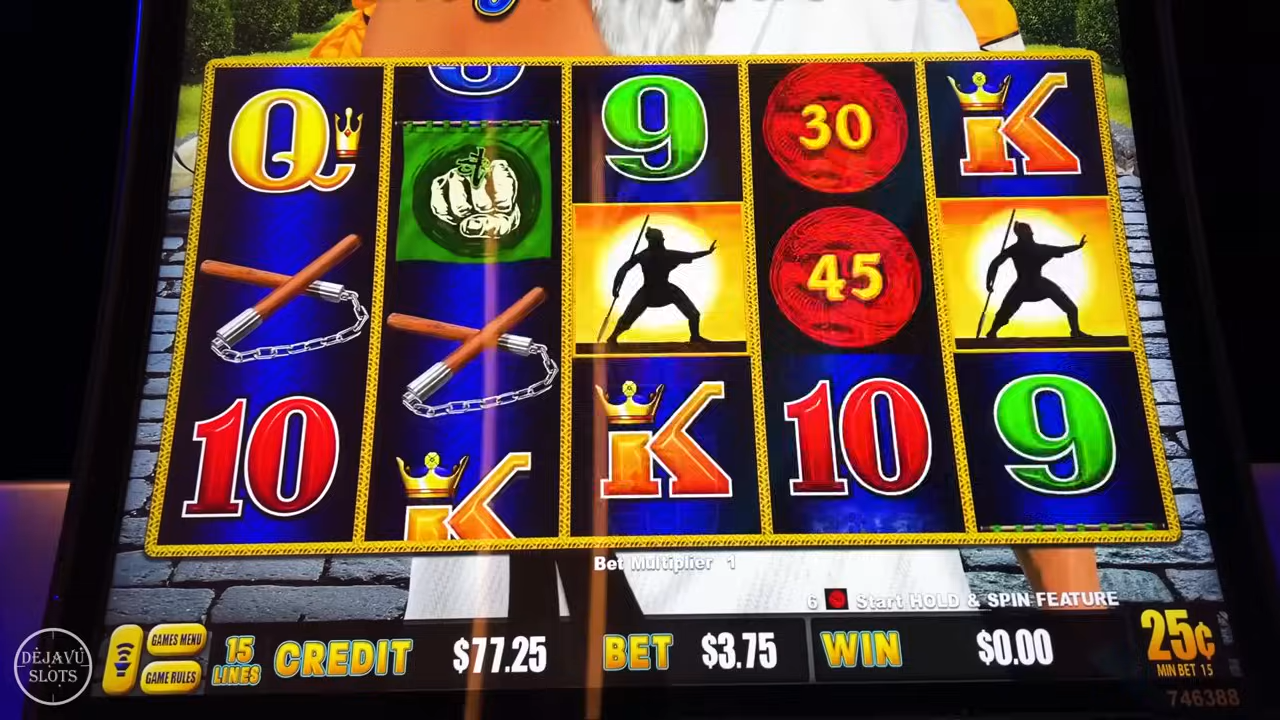 Q
9
30
K
45
10
K
K
10
9
Bet Multiplier 1
6 Start HOLD & SPIN FEATURE
GAMES MENU
GAME RULES
15
LINES
CREDIT $77.25
BET $3.75
WIN $0.00
25¢
MIN BET 15
746388
DÉJÀVÜ
SLOTS